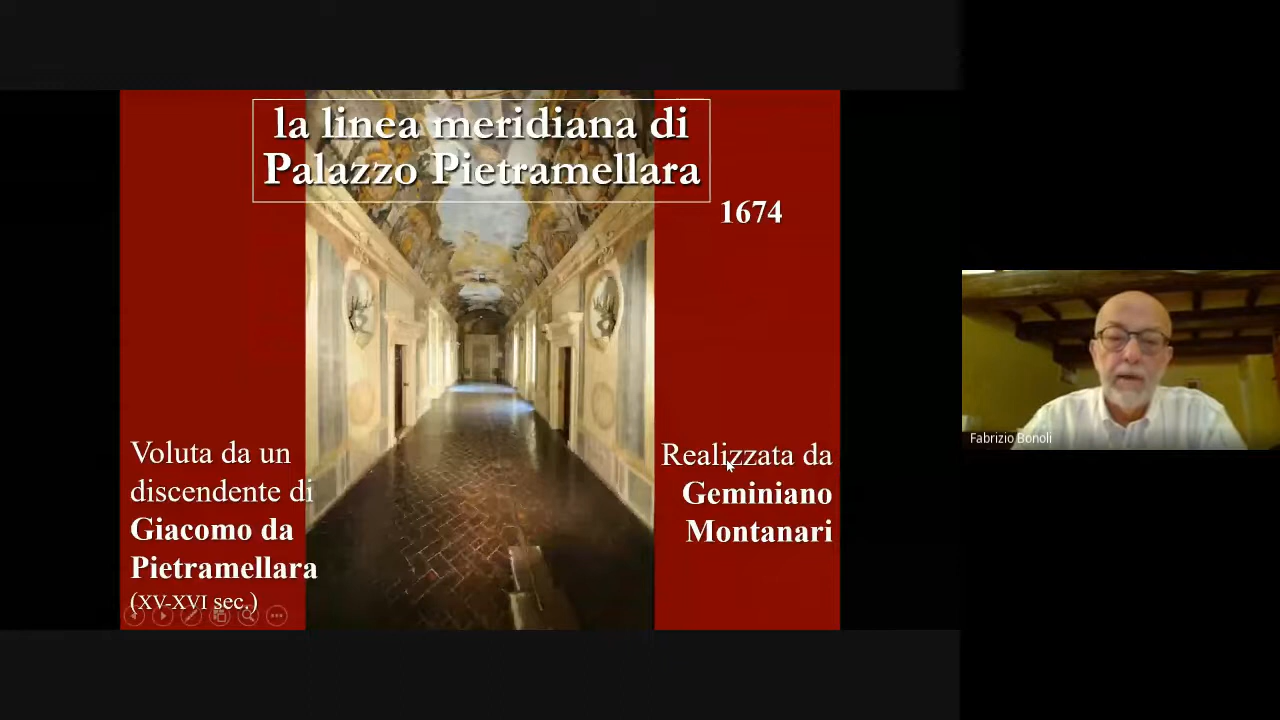 la linea meridiana di
Palazzo Pietramellara
1674
Voluta da un
discendente di
Giacomo da
Pietramellara
(XV-XVI sec.)
Realizzata da
Geminiano
Montanari
Fabrizio Bonoli